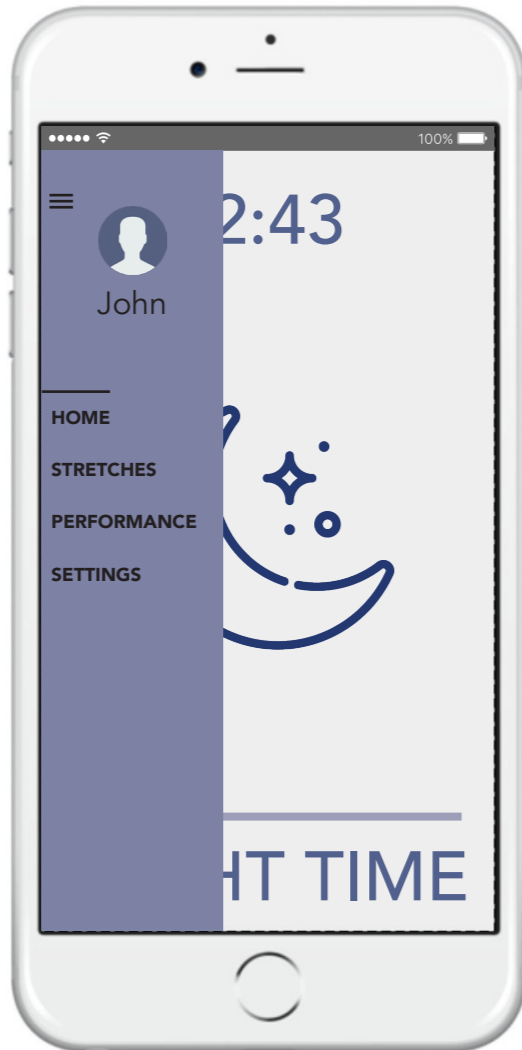 100%
2:43
John
HOME
STRETCHES
PERFORMANCE
SETTINGS
HT TIME